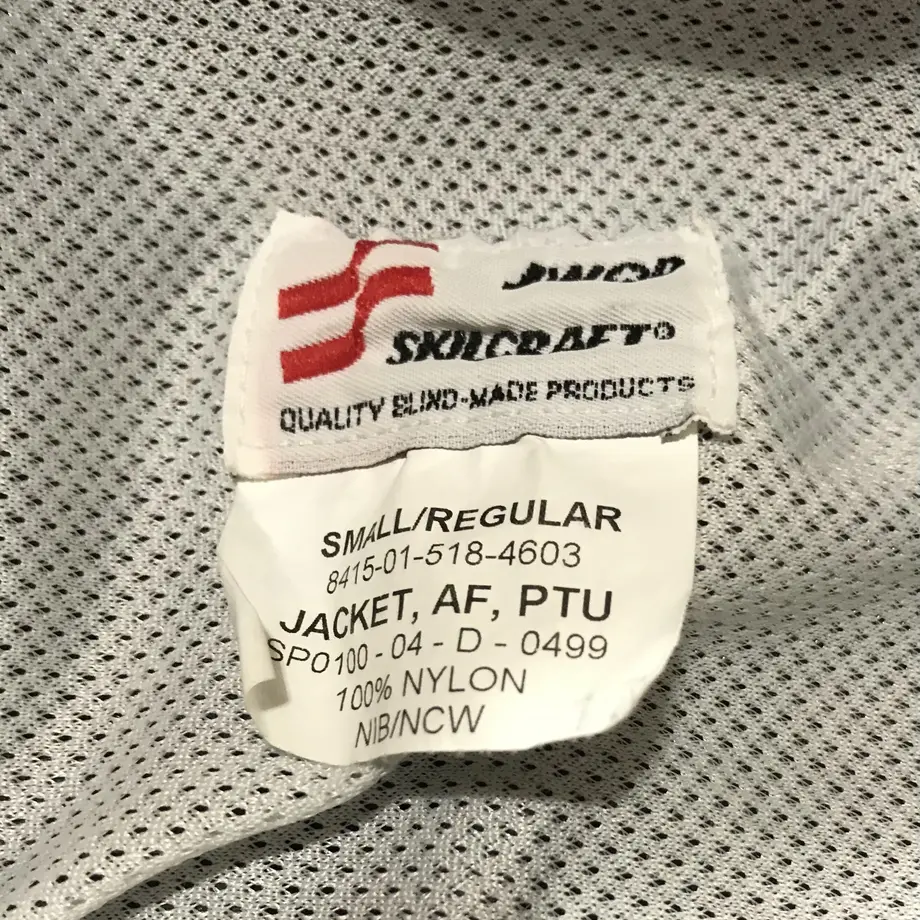 JWOD
SKILCRAFT®
QUALITY BLIND-MADE PRODUCTS
SMALL/REGULAR
8415-01-518-4603
JACKET, AF, PTU
SPO100-04-D-0499
100% NYLON
NIB/NCW